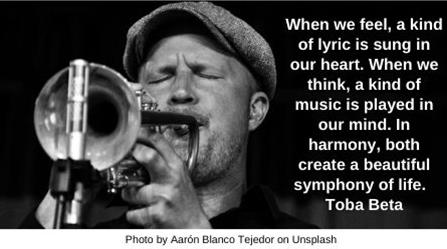 When we feel, a kind
of lyric is sung in
our heart. When we
think, a kind of
music is played in
our mind. In
harmony, both
create a beautiful
symphony of life.
Toba Beta
Photo by Aarón Blanco Tejedor on Unsplash